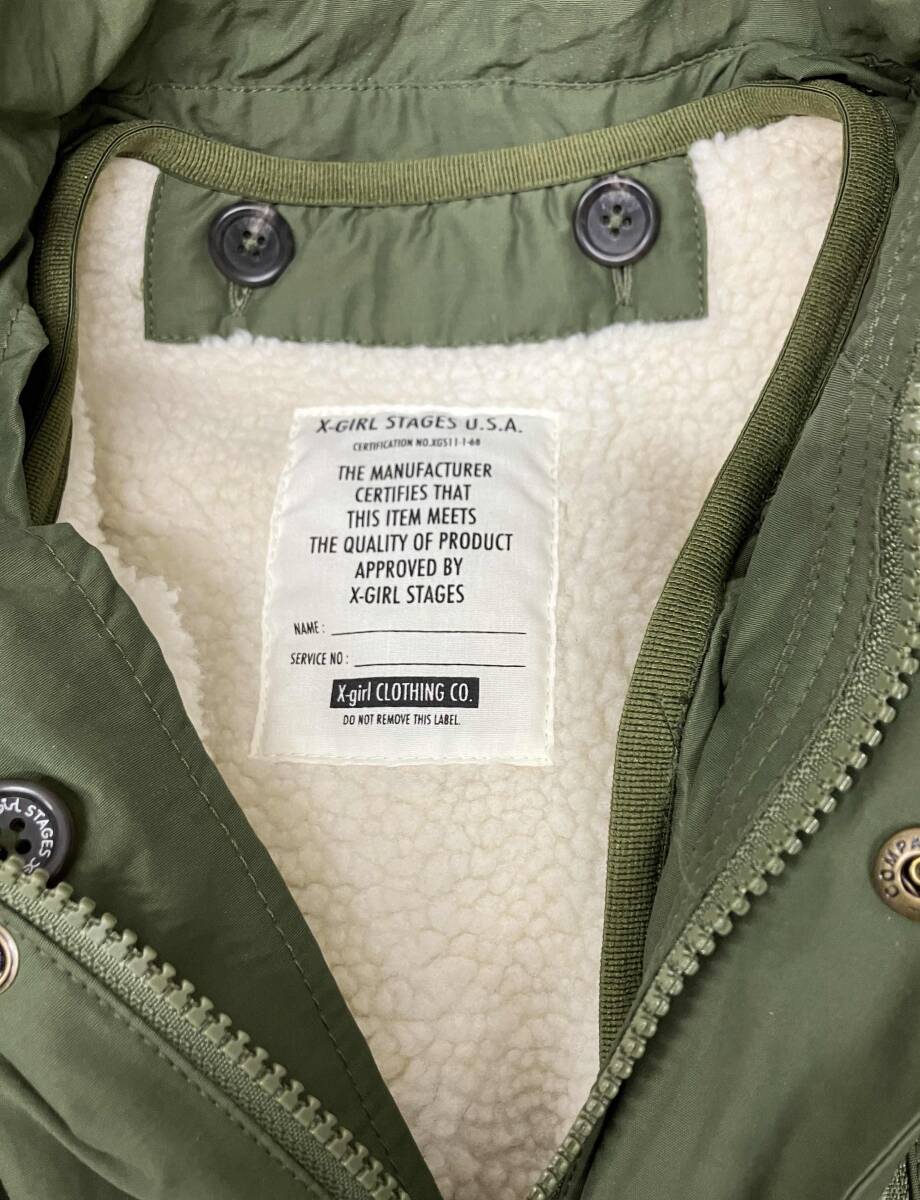 X-GIRL STAGES U.S.A.
CERTIFICATION NO.XGS11-1-68
THE MANUFACTURER
CERTIFIES THAT
THIS ITEM MEETS
THE QUALITY OF PRODUCT
APPROVED BY
X-GIRL STAGES
NAME :
SERVICE NO :
X-girl CLOTHING CO.
DO NOT REMOVE THIS LABEL.
STAGES